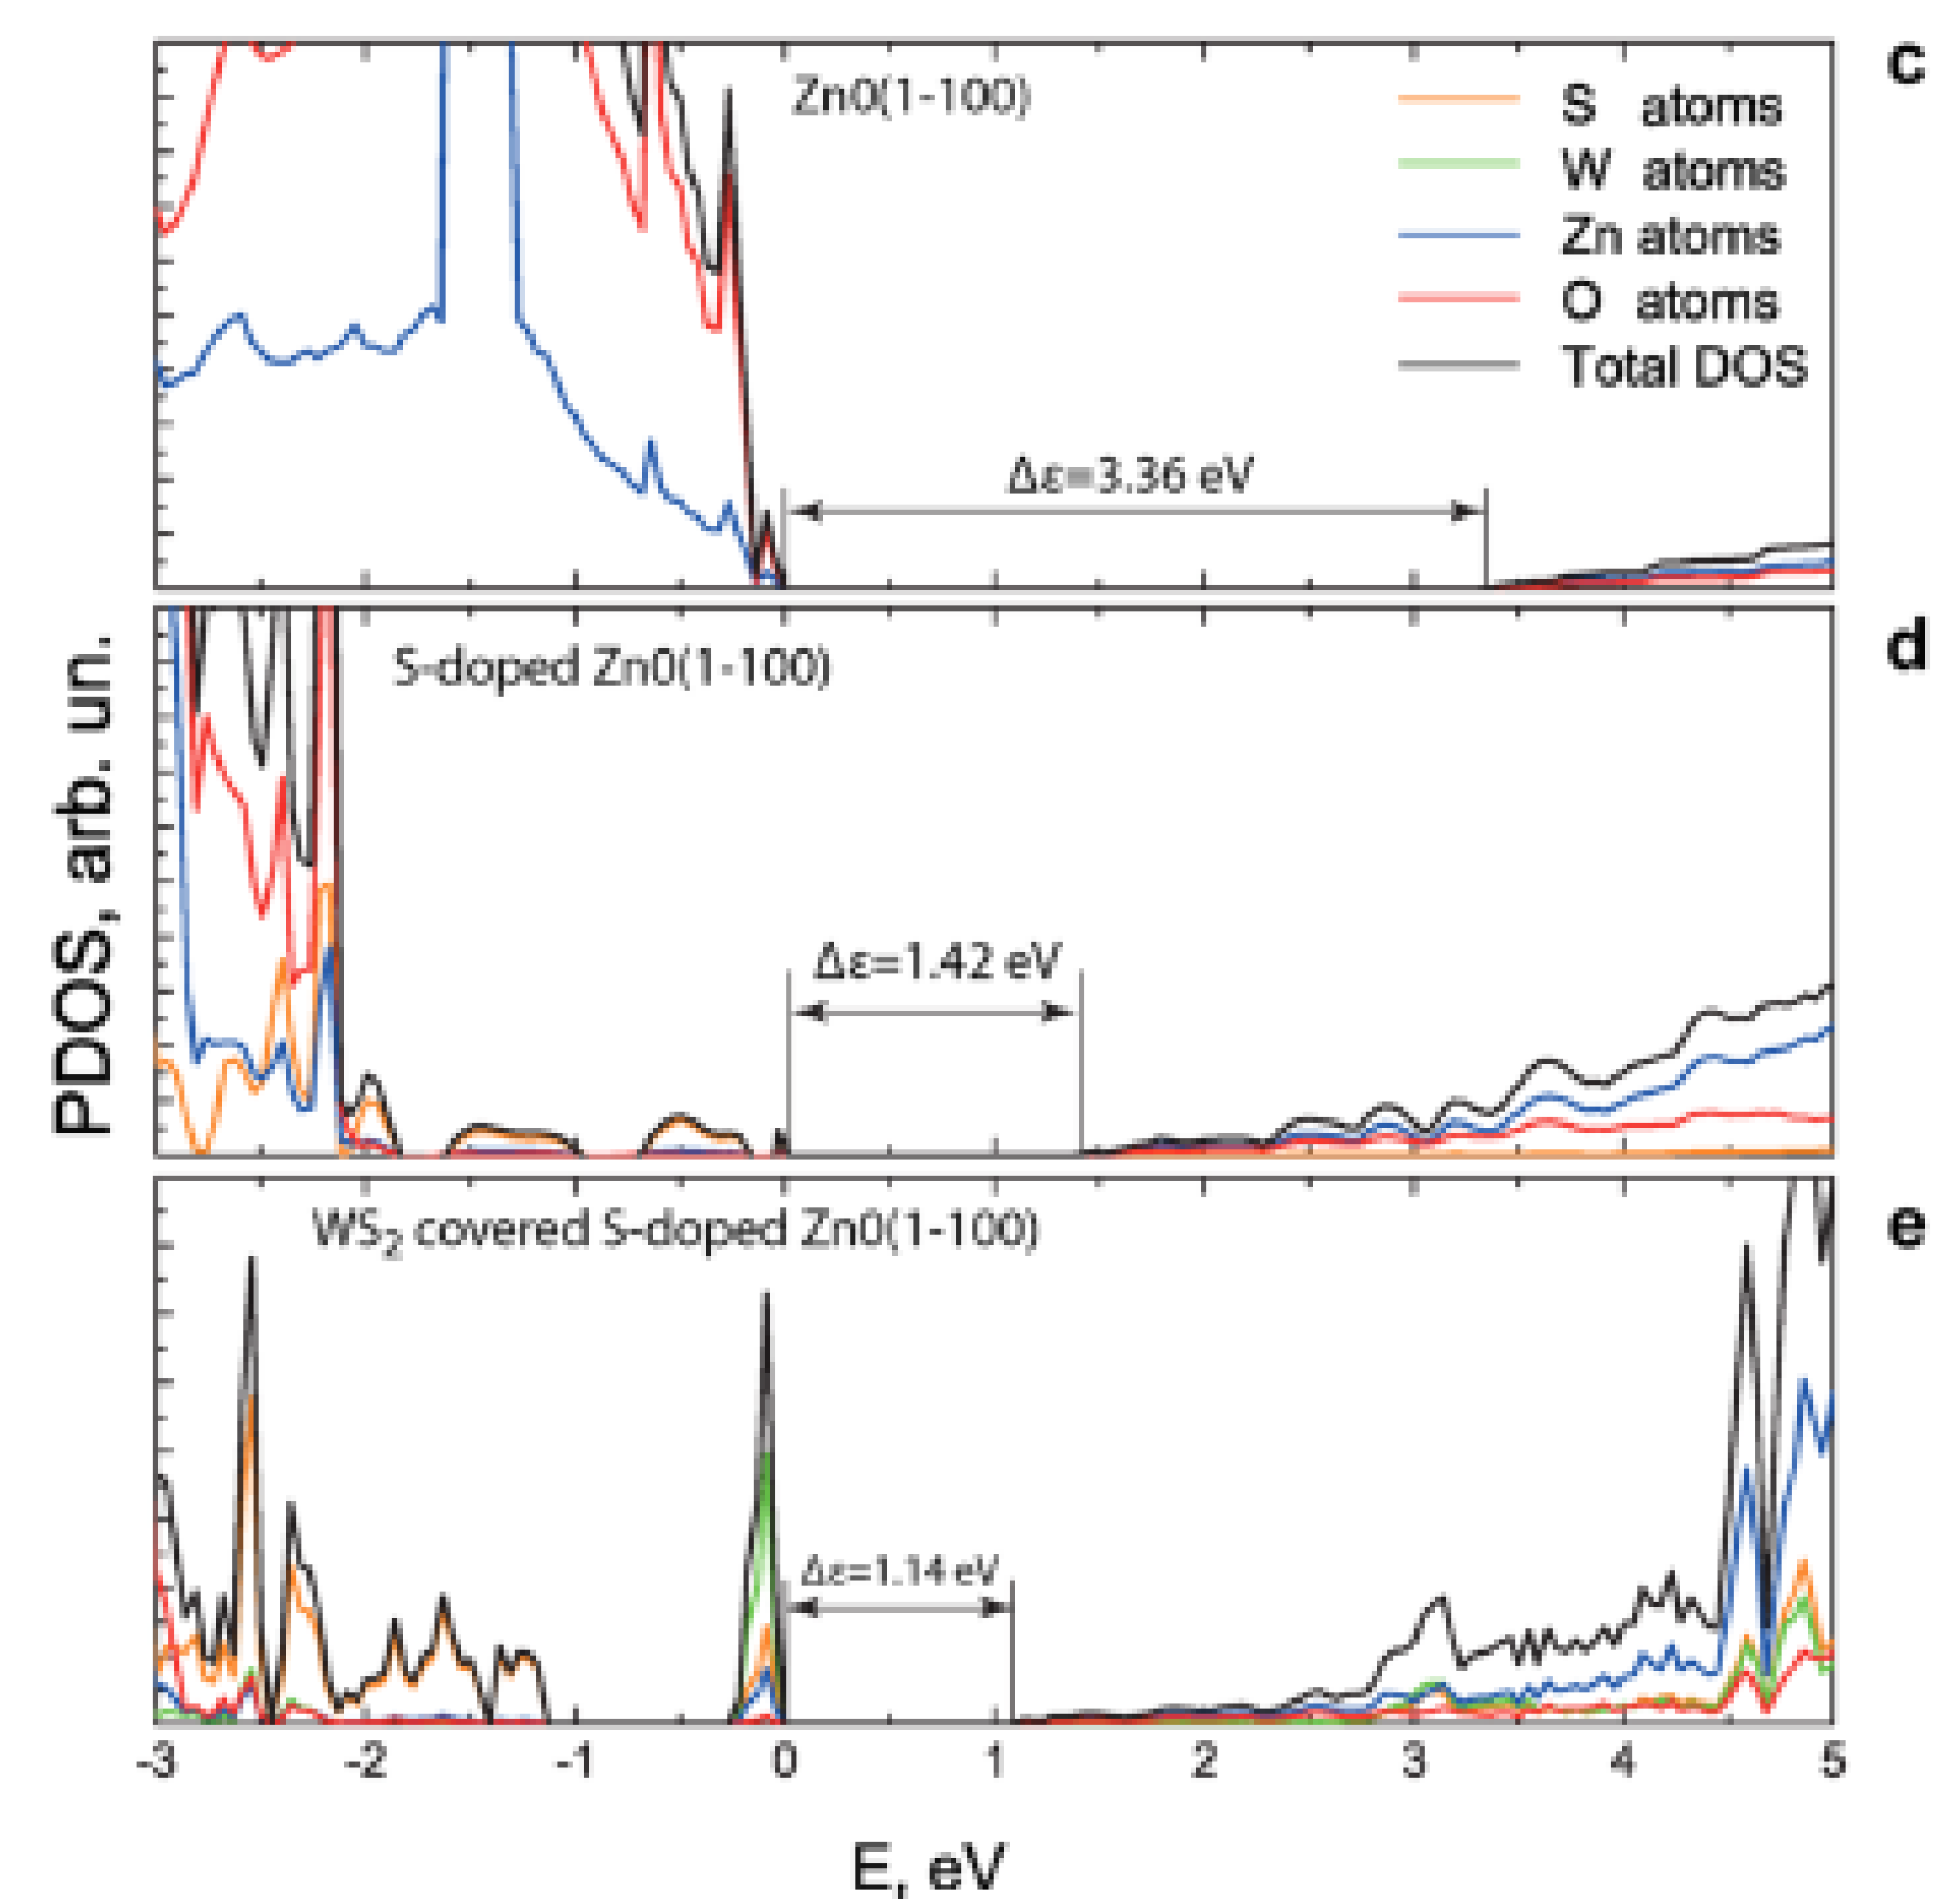 c
Zn0(1-100)
S atoms
W atoms
Zn atoms
O atoms
Total DOS
Δε=3.36 eV
d
S-doped Zn0(1-100)
Δε=1.42 eV
PDOS, arb. un.
e
WS₂ covered S-doped Zn0(1-100)
Δε=1.14 eV
-3 -2 -1 0 1 2 3 4 5
E, eV